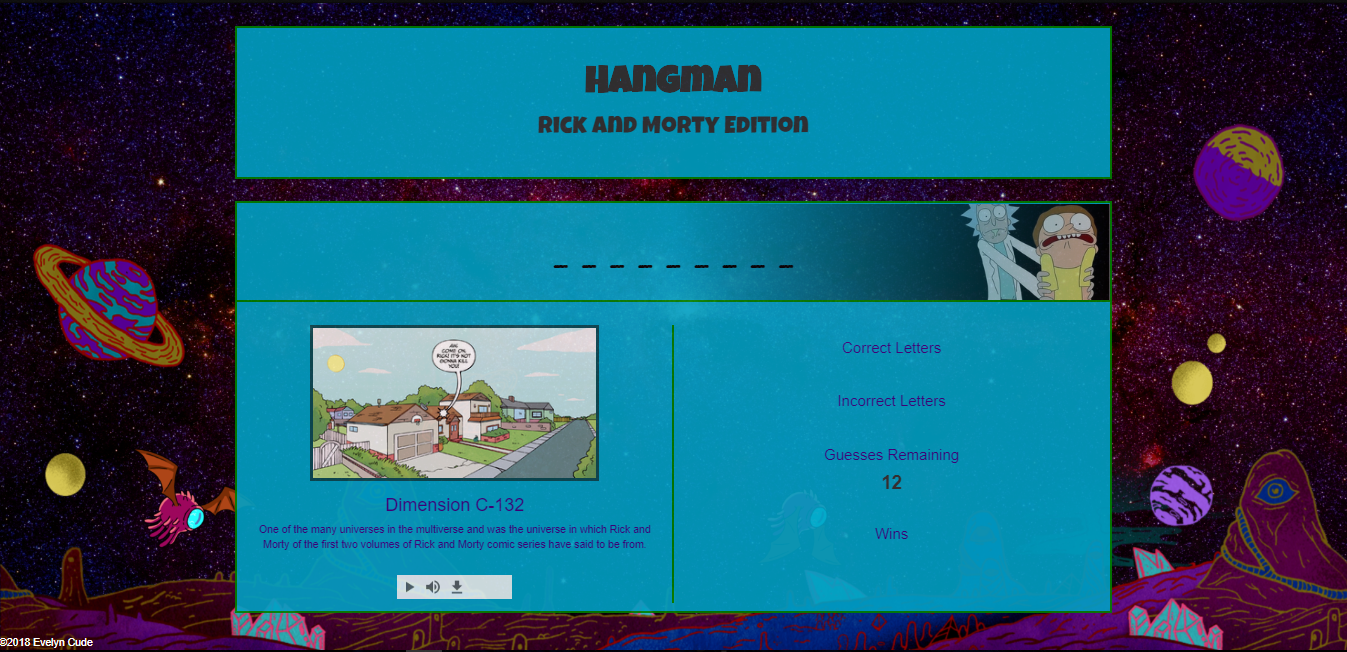 Hangman
Rick and Morty Edition
_ _ _ _ _ _ _ _ _
AW,
COME ON,
RICK! IT'S NOT
GONNA KILL
YOU!
Dimension C-132
One of the many universes in the multiverse and was the universe in which Rick and
Morty of the first two volumes of Rick and Morty comic series have said to be from.
Correct Letters
Incorrect Letters
Guesses Remaining
12
Wins
©2018 Evelyn Cude